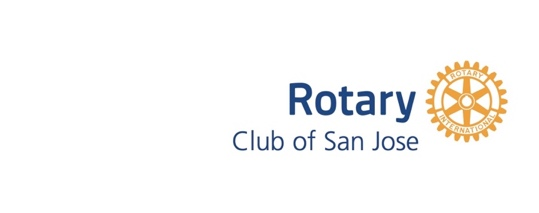 Rotary
Club of San Jose
ROTARY
INTERNATIONAL